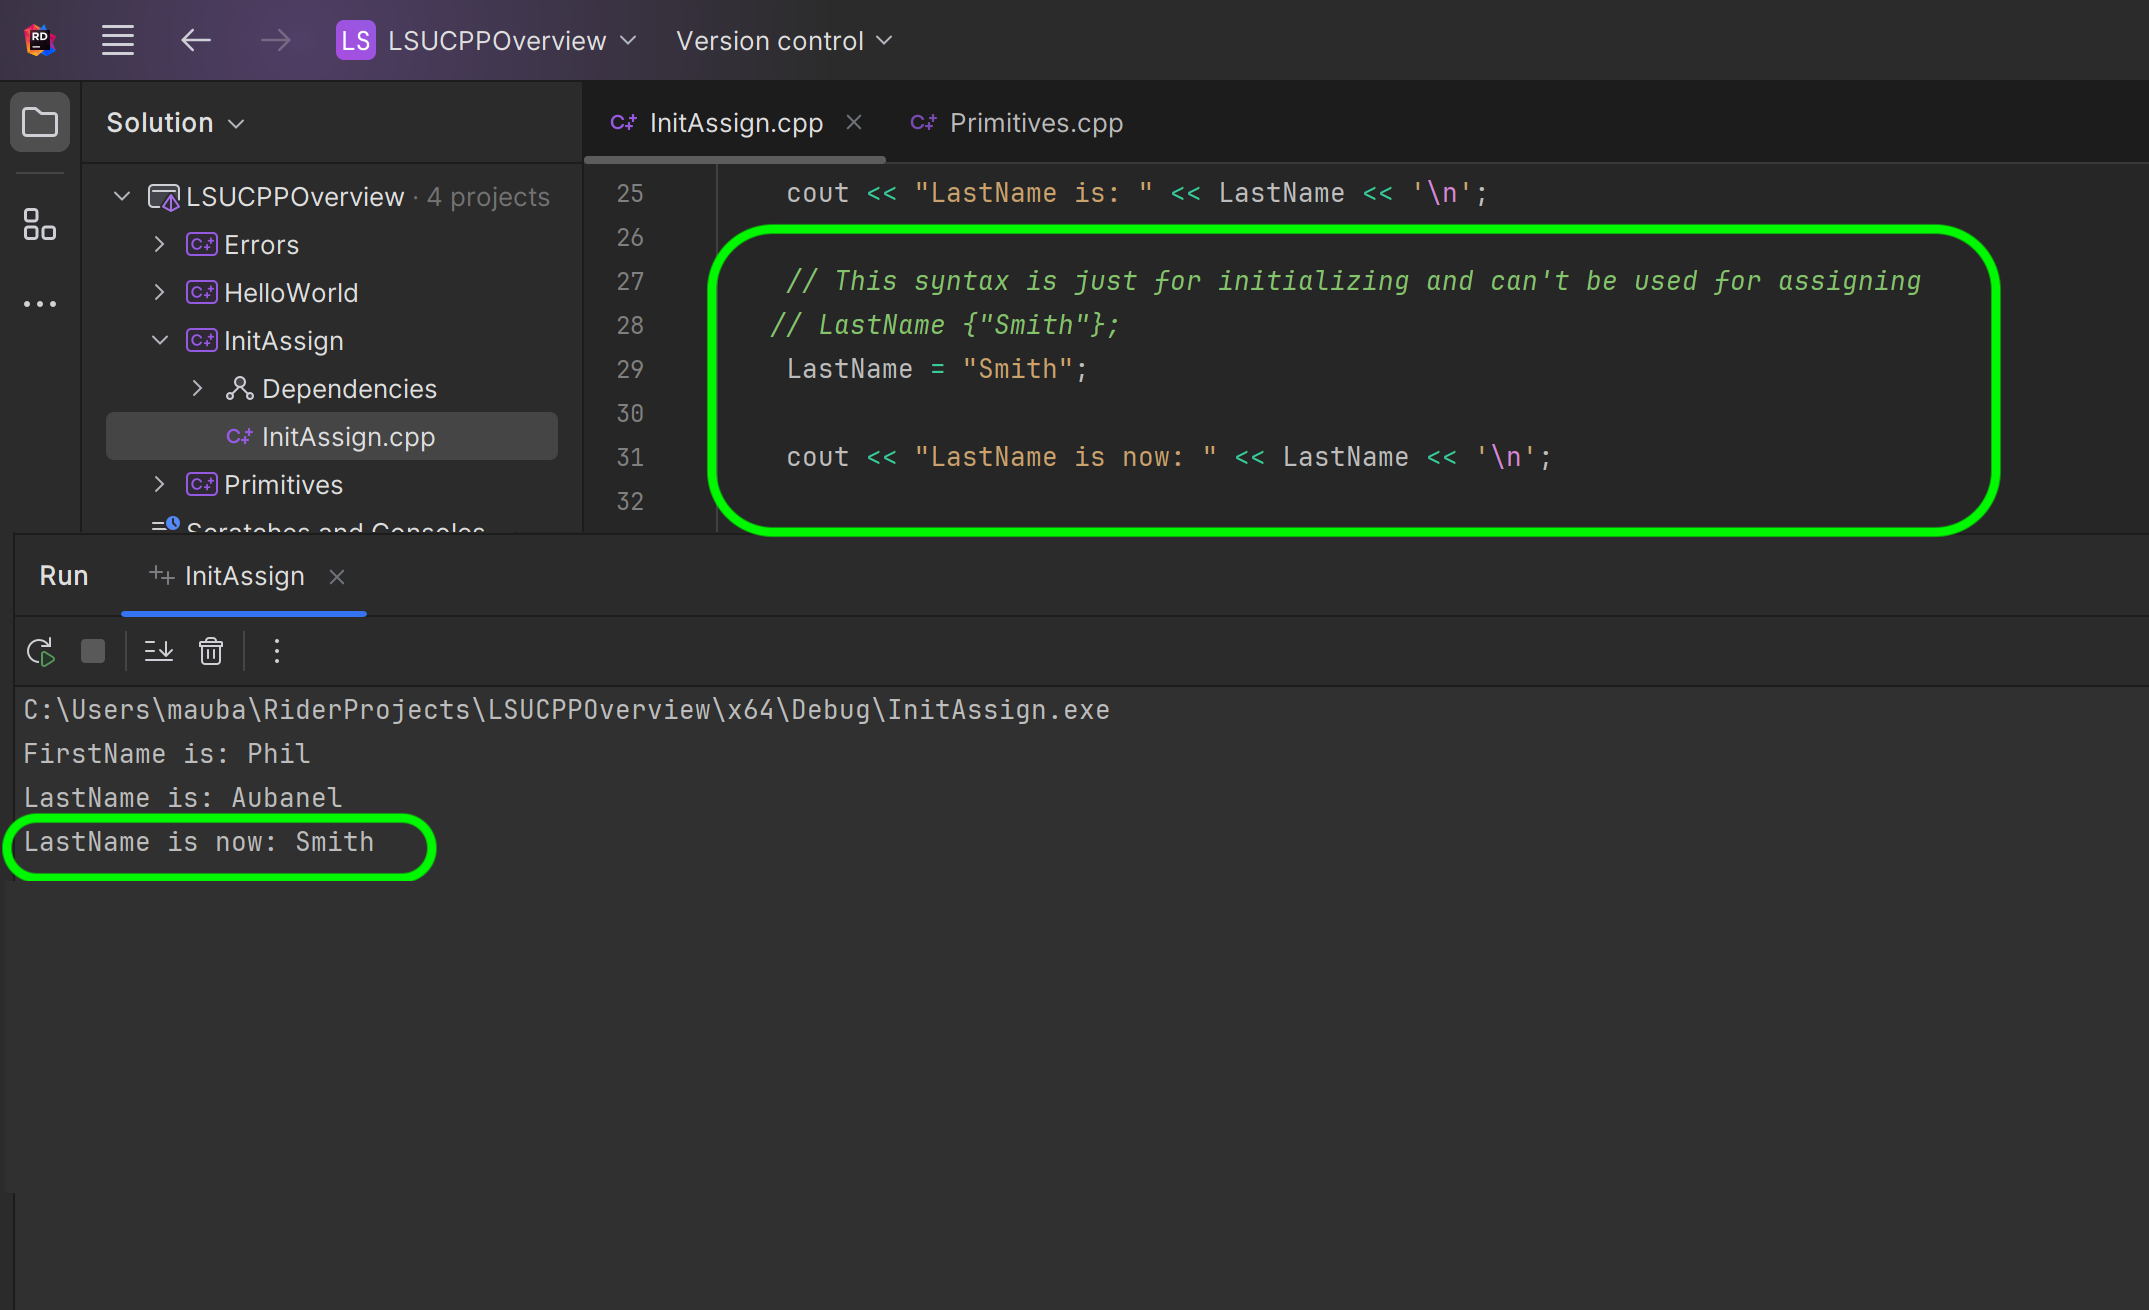 RD
LS LSUCPPOverview Version control
Solution
InitAssign.cpp
Primitives.cpp
LSUCPPOverview · 4 projects
Errors
HelloWorld
InitAssign
Dependencies
InitAssign.cpp
Primitives
Scratches and Consoles
25 cout << "LastName is: " << LastName << '\n';
26
27 // This syntax is just for initializing and can't be used for assigning
28 // LastName {"Smith"};
29 LastName = "Smith";
30
31 cout << "LastName is now: " << LastName << '\n';
32
Run InitAssign
C:\Users\mauba\RiderProjects\LSUCPPOverview\x64\Debug\InitAssign.exe
FirstName is: Phil
LastName is: Aubanel
LastName is now: Smith